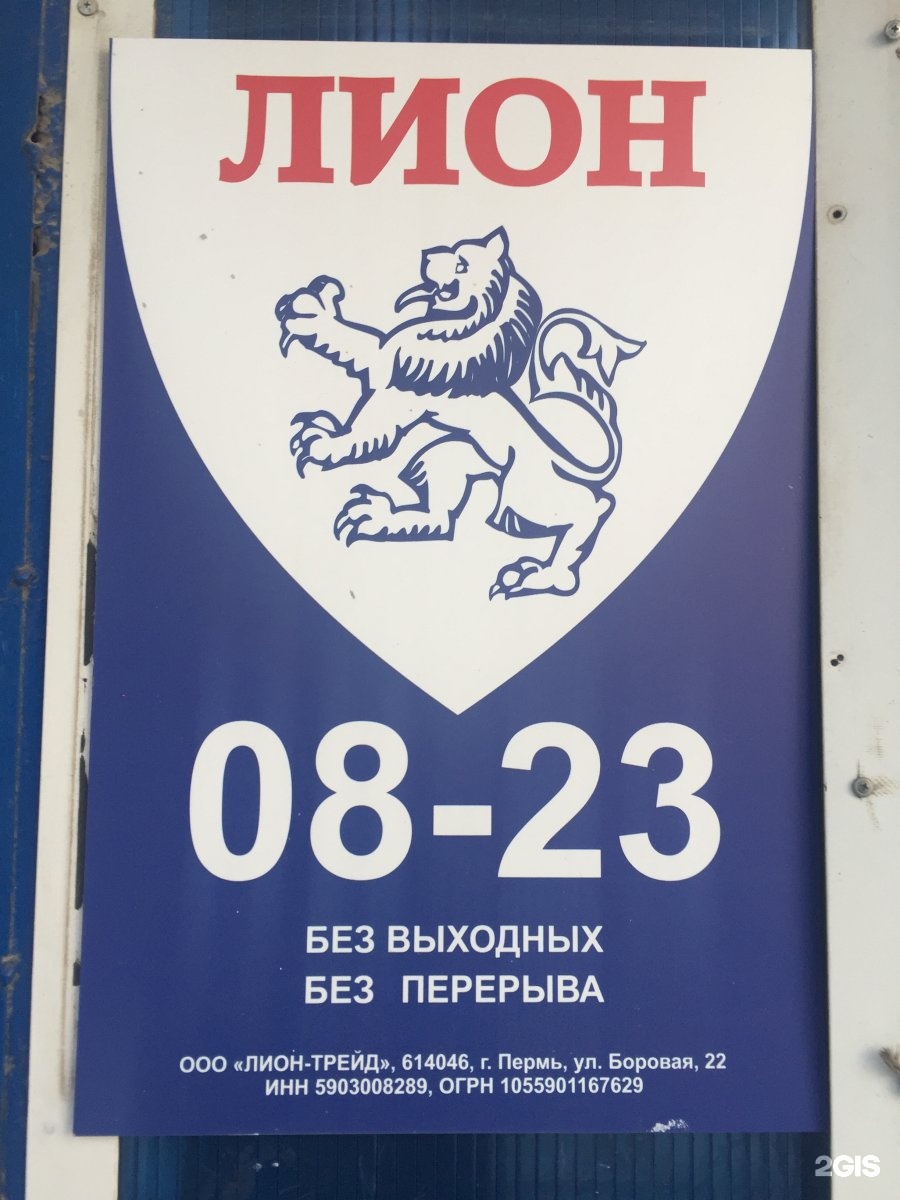 ЛИОН
08-23
БЕЗ ВЫХОДНЫХ
БЕЗ ПЕРЕРЫВА
ООО «ЛИОН-ТРЕЙД», 614046, г. Пермь, ул. Боровая, 22
ИНН 5903008289, ОГРН 1055901167629
2GIS